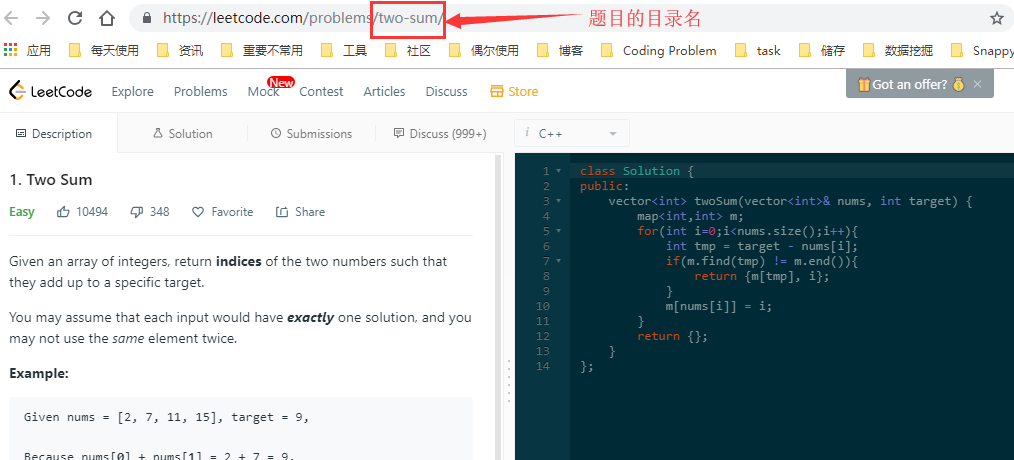 https://leetcode.com/problems/two-sum/
题目的目录名
应用 每天使用 资讯 重要不常用 工具 社区 偶尔使用 博客 Coding Problem task 储存 数据挖掘 Snappy
LeetCode Explore Problems Mock New Contest Articles Discuss Store
Got an offer? ×
Description Solution Submissions Discuss (999+)
i C++
1. Two Sum
Easy 10494 348 Favorite Share
Given an array of integers, return indices of the two numbers such that
they add up to a specific target.
You may assume that each input would have exactly one solution, and you
may not use the same element twice.
Example:
Given nums = [2, 7, 11, 15], target = 9,
Because nums[0] + nums[1] = 2 + 7 = 9,
1 class Solution {
2 public:
3 vector<int> twoSum(vector<int>& nums, int target) {
4 map<int,int> m;
5 for(int i=0;i<nums.size();i++){
6 int tmp = target - nums[i];
7 if(m.find(tmp) != m.end()){
8 return {m[tmp], i};
9 }
10 m[nums[i]] = i;
11 }
12 return {};
13 }
14 };